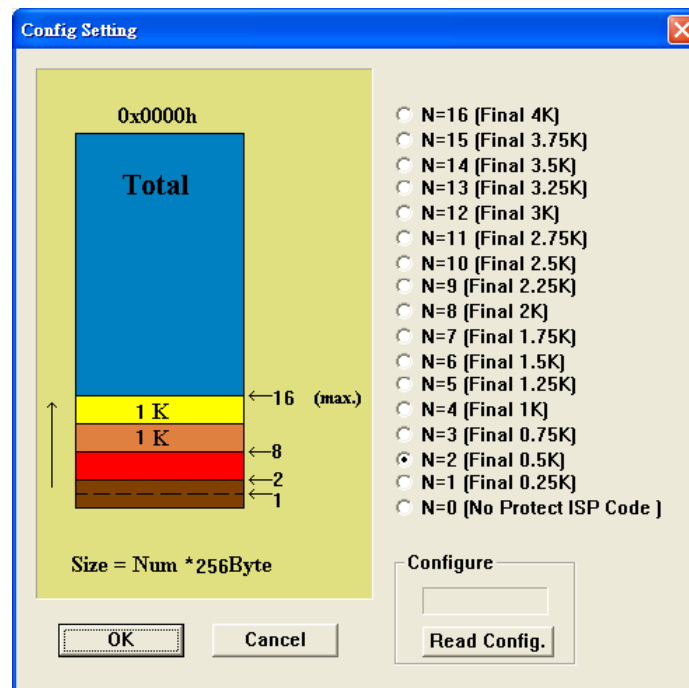 Config Setting
0x0000h
Total
16 (max.)
1 K
1 K
8
2
1
Size = Num *256Byte
OK
Cancel
N=16 (Final 4K)
N=15 (Final 3.75K)
N=14 (Final 3.5K)
N=13 (Final 3.25K)
N=12 (Final 3K)
N=11 (Final 2.75K)
N=10 (Final 2.5K)
N=9 (Final 2.25K)
N=8 (Final 2K)
N=7 (Final 1.75K)
N=6 (Final 1.5K)
N=5 (Final 1.25K)
N=4 (Final 1K)
N=3 (Final 0.75K)
N=2 (Final 0.5K)
N=1 (Final 0.25K)
N=0 (No Protect ISP Code )
Configure
Read Config.